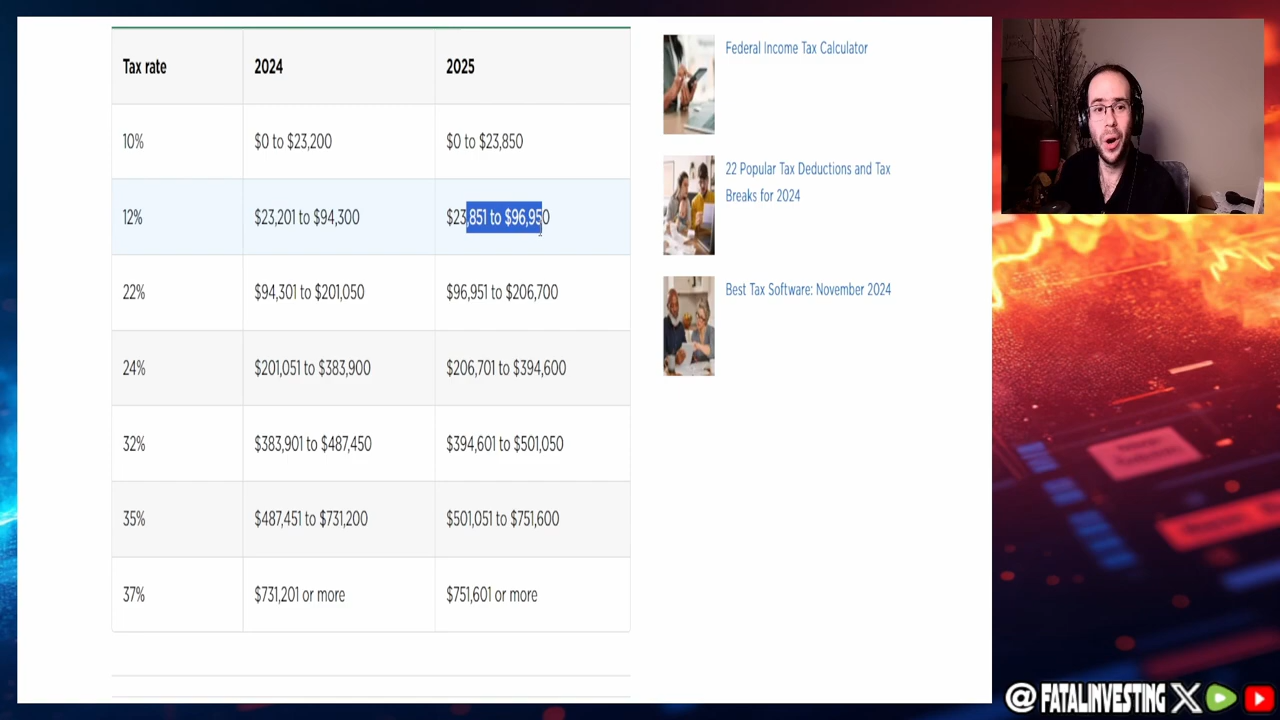 Tax rate 2024 2025
10% $0 to $23,200 $0 to $23,850
12% $23,201 to $94,300 $23,851 to $96,950
22% $94,301 to $201,050 $96,951 to $206,700
24% $201,051 to $383,900 $206,701 to $394,600
32% $383,901 to $487,450 $394,601 to $501,050
35% $487,451 to $731,200 $501,051 to $751,600
37% $731,201 or more $751,601 or more
Federal Income Tax Calculator
22 Popular Tax Deductions and Tax
Breaks for 2024
Best Tax Software: November 2024
@FATALINVESTING